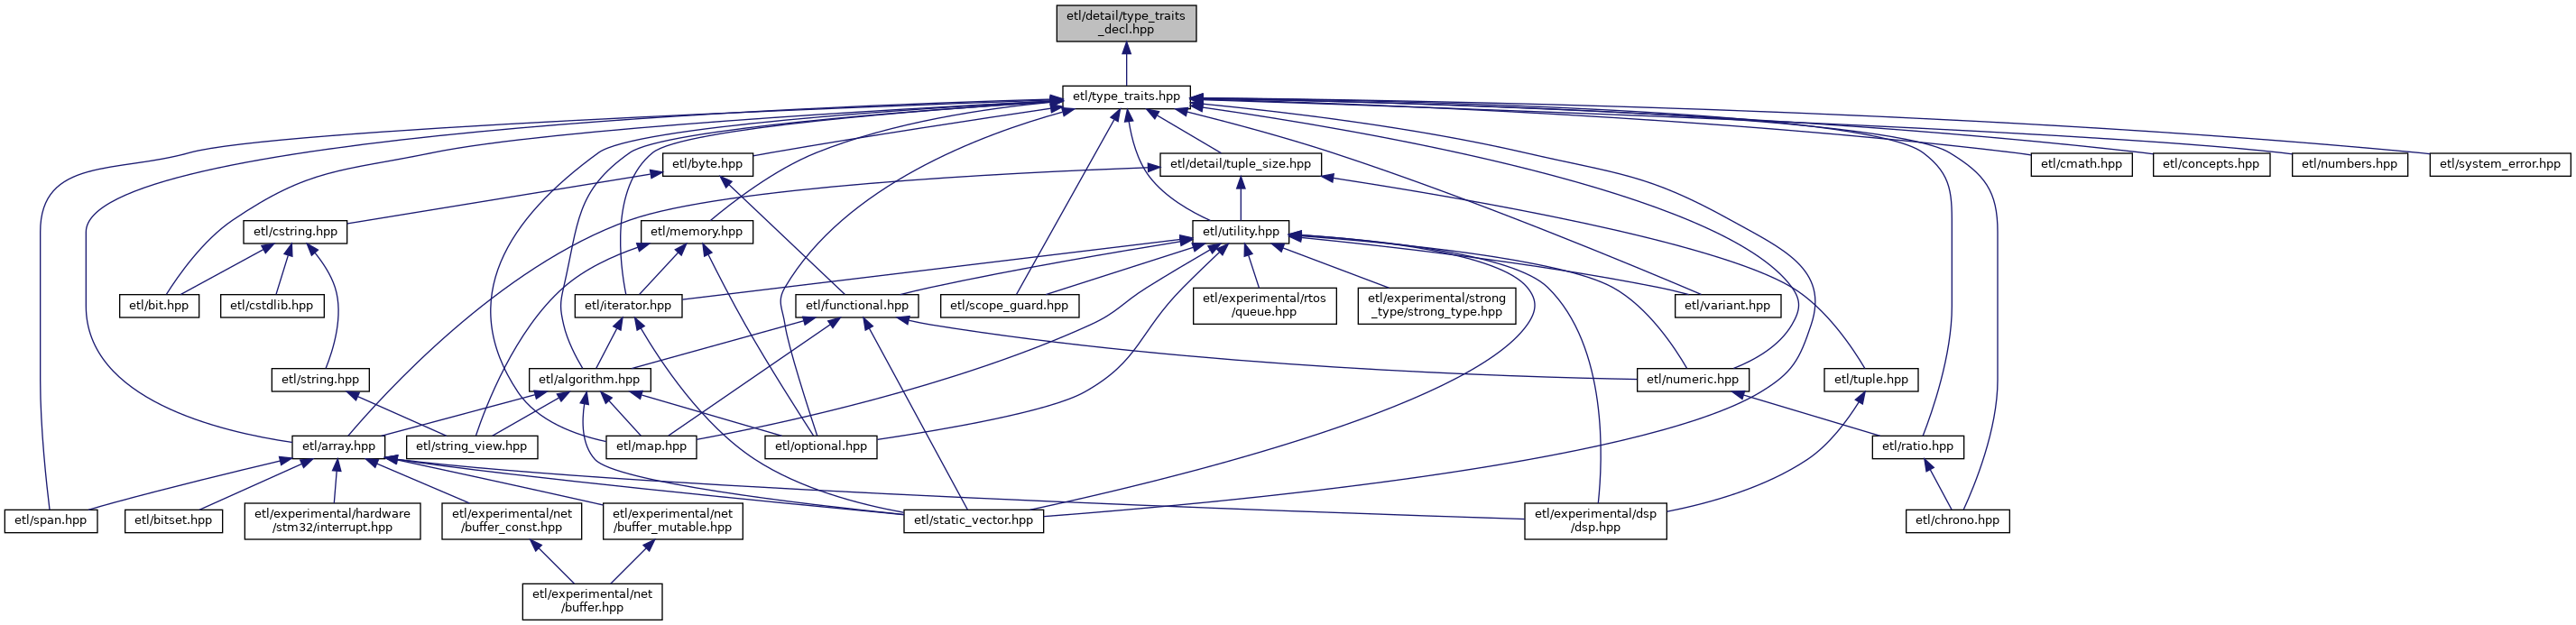 etl/detail/type_traits
_decl.hpp
etl/type_traits.hpp
etl/byte.hpp
etl/detail/tuple_size.hpp
etl/cmath.hpp
etl/concepts.hpp
etl/numbers.hpp
etl/system_error.hpp
etl/cstring.hpp
etl/memory.hpp
etl/utility.hpp
etl/bit.hpp
etl/cstdlib.hpp
etl/iterator.hpp
etl/functional.hpp
etl/scope_guard.hpp
etl/experimental/rtos
/queue.hpp
etl/experimental/strong
_type/strong_type.hpp
etl/variant.hpp
etl/string.hpp
etl/algorithm.hpp
etl/numeric.hpp
etl/tuple.hpp
etl/array.hpp
etl/string_view.hpp
etl/map.hpp
etl/optional.hpp
etl/ratio.hpp
etl/span.hpp
etl/bitset.hpp
etl/experimental/hardware
/stm32/interrupt.hpp
etl/experimental/net
/buffer_const.hpp
etl/experimental/net
/buffer_mutable.hpp
etl/static_vector.hpp
etl/experimental/dsp
/dsp.hpp
etl/chrono.hpp
etl/experimental/net
/buffer.hpp